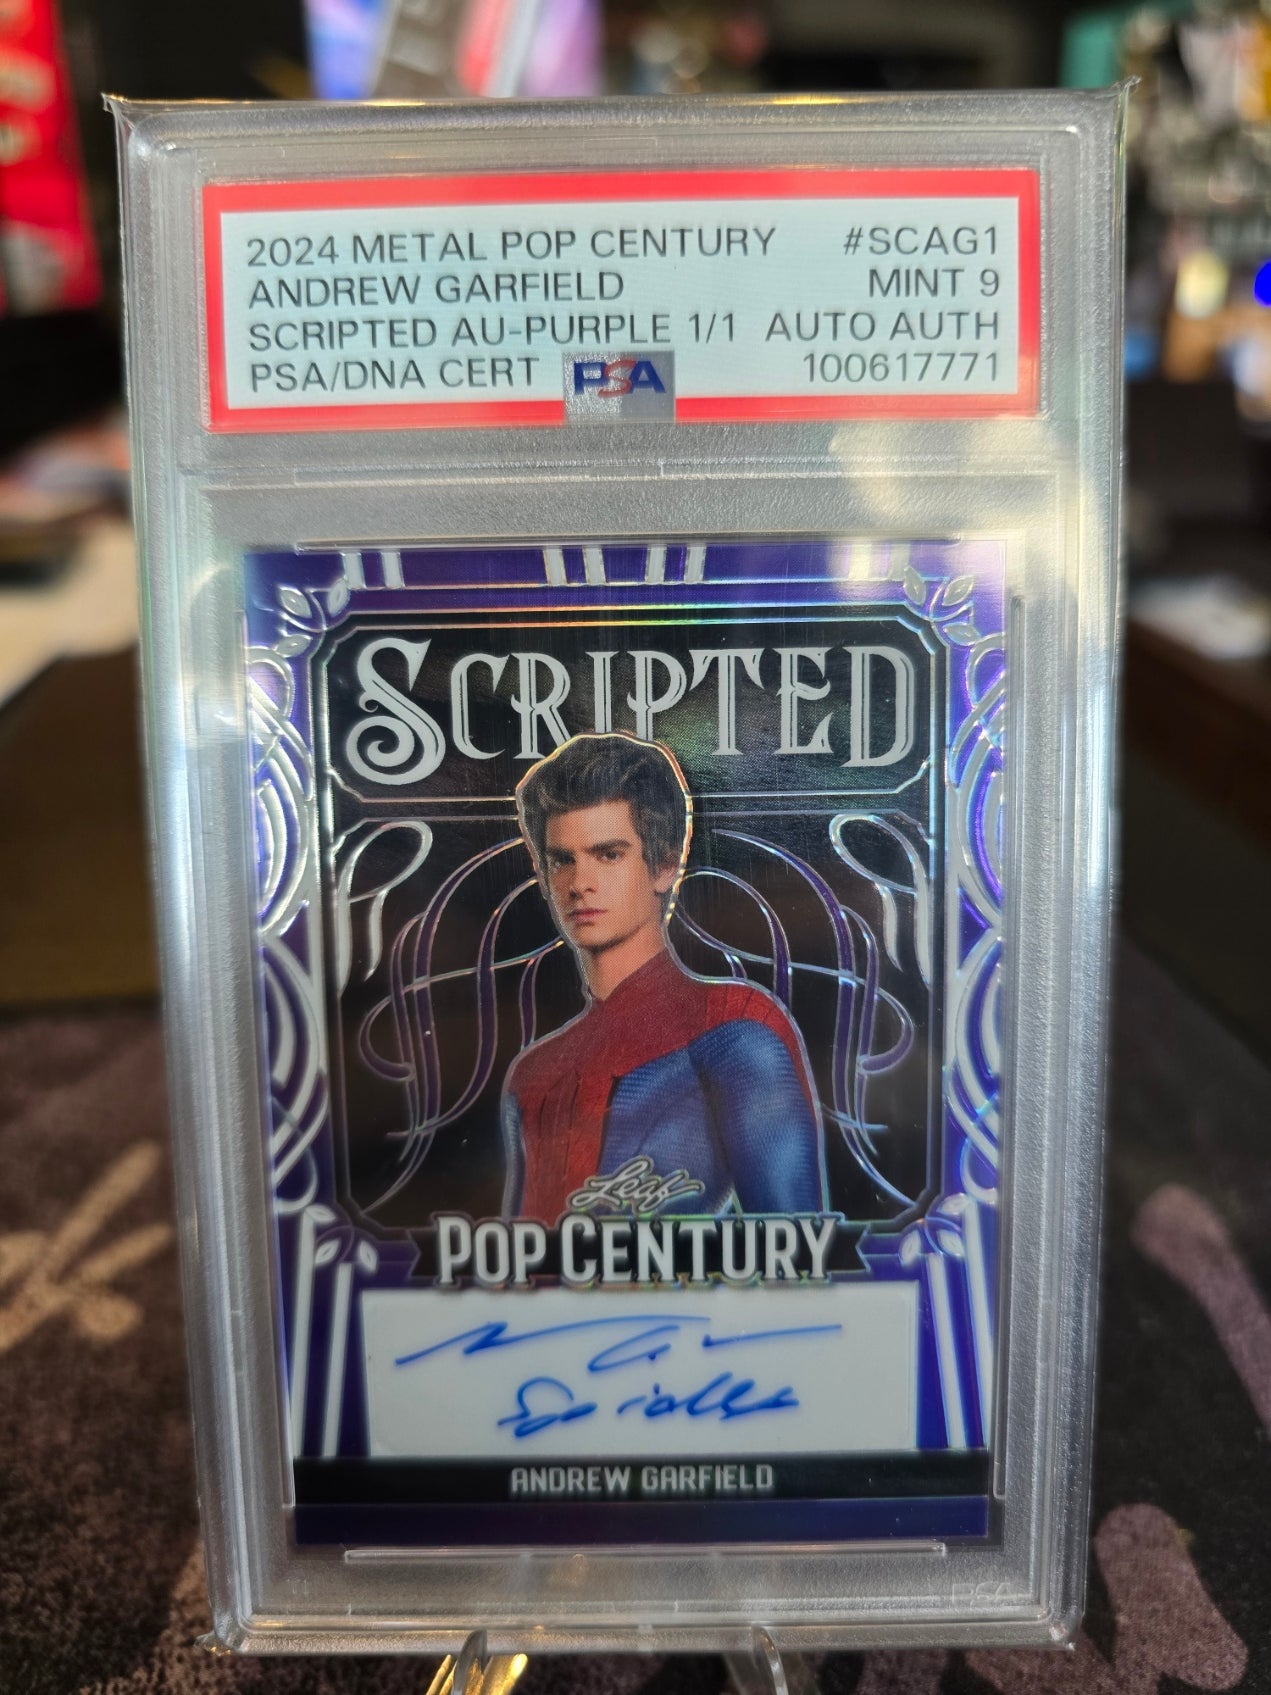 2024 METAL POP CENTURY #SCAG1
ANDREW GARFIELD MINT 9
SCRIPTED AU-PURPLE 1/1 AUTO AUTH
PSA/DNA CERT PSA 100617771
SCRIPTED
Leaf
POP CENTURY
ANDREW GARFIELD
PSA